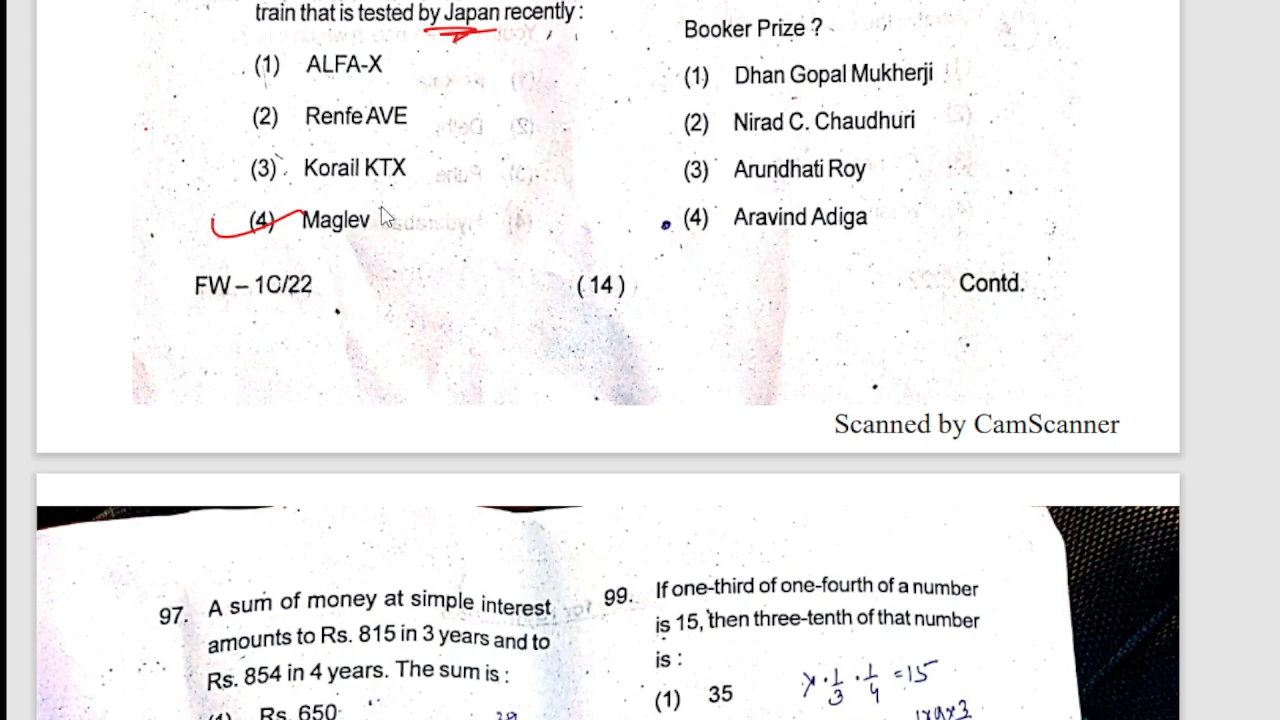 train that is tested by Japan recently :
(1) ALFA-X
(2) Renfe AVE
(3) Korail KTX
(4) Maglev
Booker Prize ?
(1) Dhan Gopal Mukherji
(2) Nirad C. Chaudhuri
(3) Arundhati Roy
(4) Aravind Adiga
FW – 1C/22
( 14 )
Contd.
Scanned by CamScanner
97. A sum of money at simple interest
amounts to Rs. 815 in 3 years and to
Rs. 854 in 4 years. The sum is :
(1) Rs. 650
99. If one-third of one-fourth of a number
is 15, then three-tenth of that number
is :
(1) 35
x · 1/3 · 1/4 = 15